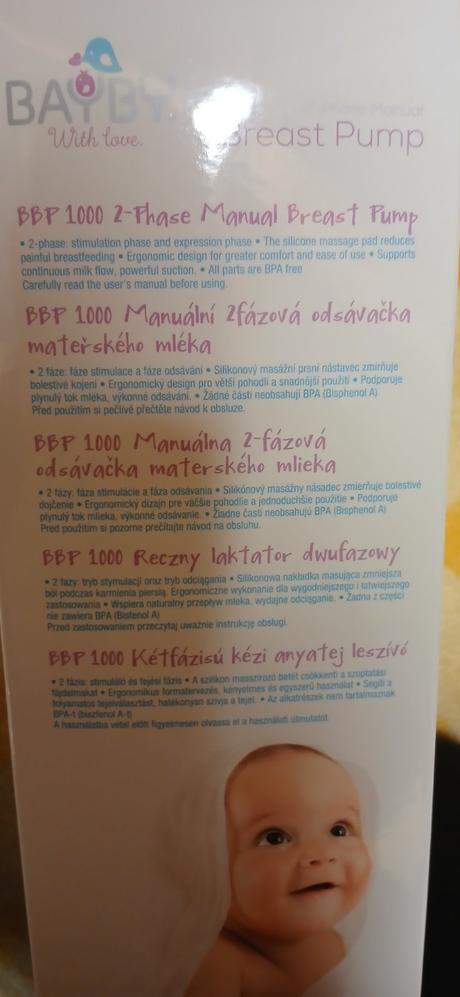 BAYBY
With love.
2-Phase Manual
Breast Pump
BBP 1000 2-Phase Manual Breast Pump
• 2-phase: stimulation phase and expression phase • The silicone massage pad reduces
painful breastfeeding • Ergonomic design for greater comfort and ease of use • Supports
continuous milk flow, powerful suction. • All parts are BPA free
Carefully read the user's manual before using.
BBP 1000 Manuální 2fázová odsávačka
mateřského mléka
• 2 fáze: fáze stimulace a fáze odsávání • Silikonový masážní prsní nástavec zmírňuje
bolestivé kojení • Ergonomický design pro větší pohodlí a snadnější použití • Podporuje
plynulý tok mléka, výkonné odsávání. • Žádné části neobsahují BPA (Bisphenol A)
Před použitím si pečlivě přečtěte návod k obsluze.
BBP 1000 Manuálna 2-fázová
odsávačka materského mlieka
• 2 fázy: fáza stimulácie a fáza odsávania • Silikónový masážny násadec zmierňuje bolestivé
dojčenie • Ergonomický dizajn pre väčšie pohodlie a jednoduchšie použitie • Podporuje
plynulý tok mlieka, výkonné odsávanie. • Žiadne časti neobsahujú BPA (Bisphenol A)
Pred použitím si pozorne prečítajte návod na obsluhu.
BBP 1000 Reczny laktator dwufazowy
• 2 fazy: tryb stymulacji oraz tryb odciągania • Silikonowa nakładka masująca zmniejsza
ból podczas karmienia piersią. Ergonomiczne wykonanie dla wygodniejszego i łatwiejszego
zastosowania • Wspiera naturalny przepływ mleka, wydajne odciąganie. • Żadna z części
nie zawiera BPA (Bisfenol A)
Przed zastosowaniem przeczytaj uważnie instrukcję obsługi.
BBP 1000 Kétfázisú kézi anyatej leszívó
• 2 fázis: stimuláló és fejési fázis • A szilikon masszírozó betét csökkenti a szoptatási
fájdalmakat • Ergonomikus formatervezés, kényelmes és egyszerű használat • Segíti a
folyamatos tejelválasztást, hatékonyan szívja a tejet. • Az alkatrészek nem tartalmaznak
BPA-t (biszfenol A-t)
A használatba vétel előtt figyelmesen olvassa el a használati útmutatót.